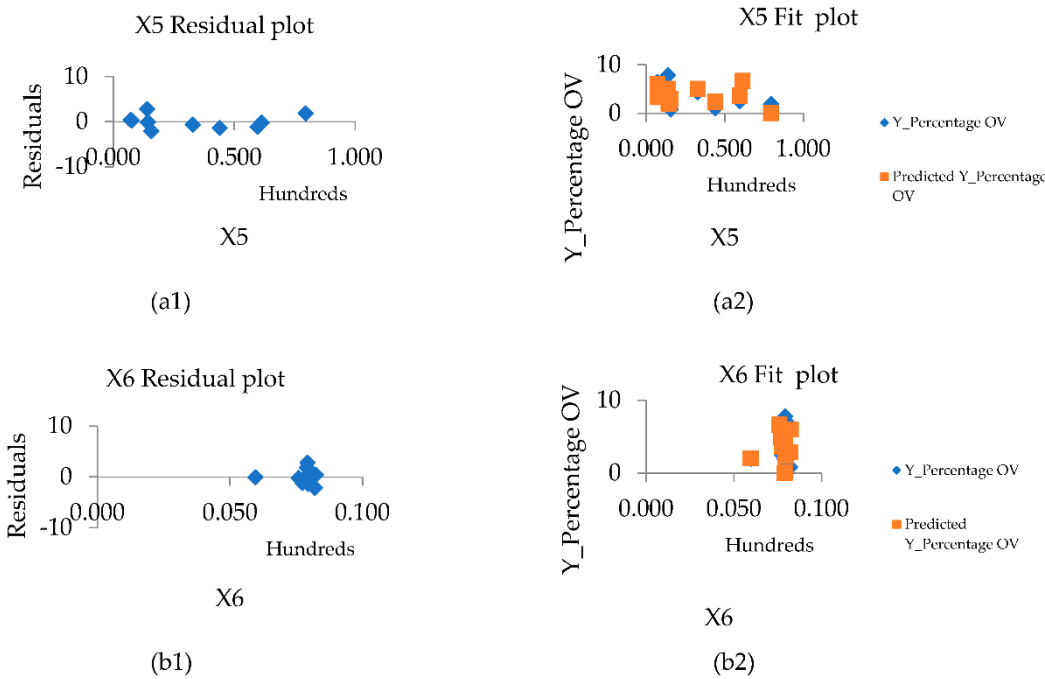 X5 Residual plot
Residuals
10
0
-10
0.000
0.500
1.000
Hundreds
X5
(a1)
X5 Fit plot
Y_Percentage OV
10
5
0
0.000
0.500
1.000
Hundreds
X5
Y_Percentage OV
Predicted Y_Percentage
OV
(a2)
X6 Residual plot
Residuals
10
0
-10
0.000
0.050
0.100
Hundreds
X6
(b1)
X6 Fit plot
Y_Percentage OV
10
5
0
0.000
0.050
0.100
Hundreds
X6
Y_Percentage OV
Predicted
Y_Percentage OV
(b2)